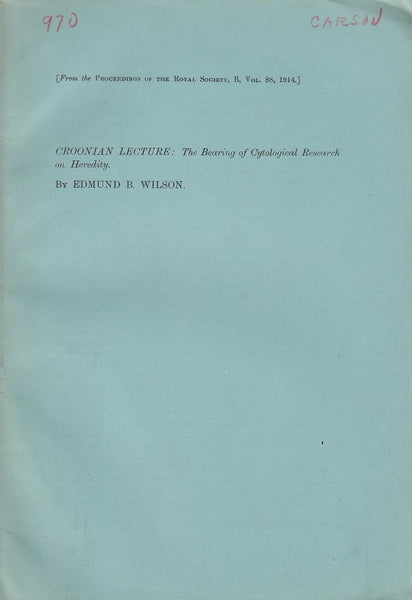 970 CARSON
[From the PROCEEDINGS OF THE ROYAL SOCIETY, B, VOL. 88, 1914.]
CROONIAN LECTURE: The Bearing of Cytological Research
on Heredity.
BY EDMUND B. WILSON.